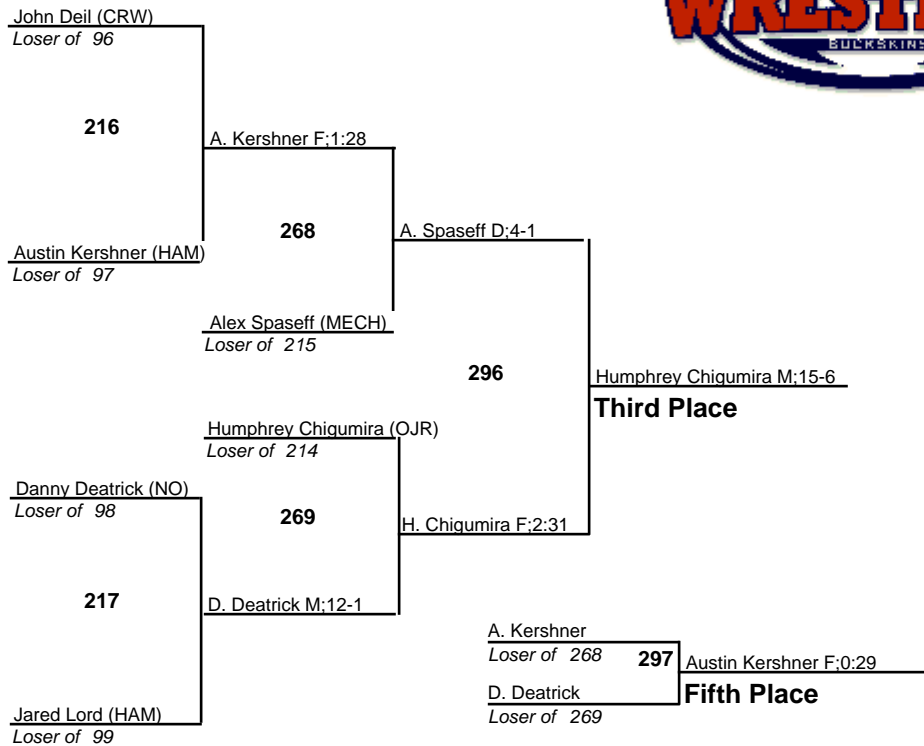 John Deil (CRW)
Loser of 96
BUCKSKINS
216
A. Kershner F;1:28
268
A. Spaseff D;4-1
Austin Kershner (HAM)
Loser of 97
Alex Spaseff (MECH)
Loser of 215
296
Humphrey Chigumira M;15-6
Third Place
Humphrey Chigumira (OJR)
Loser of 214
Danny Deatrick (NO)
Loser of 98
269
H. Chigumira F;2:31
217
D. Deatrick M;12-1
A. Kershner
Loser of 268
297
Austin Kershner F;0:29
D. Deatrick
Loser of 269
Fifth Place
Jared Lord (HAM)
Loser of 99